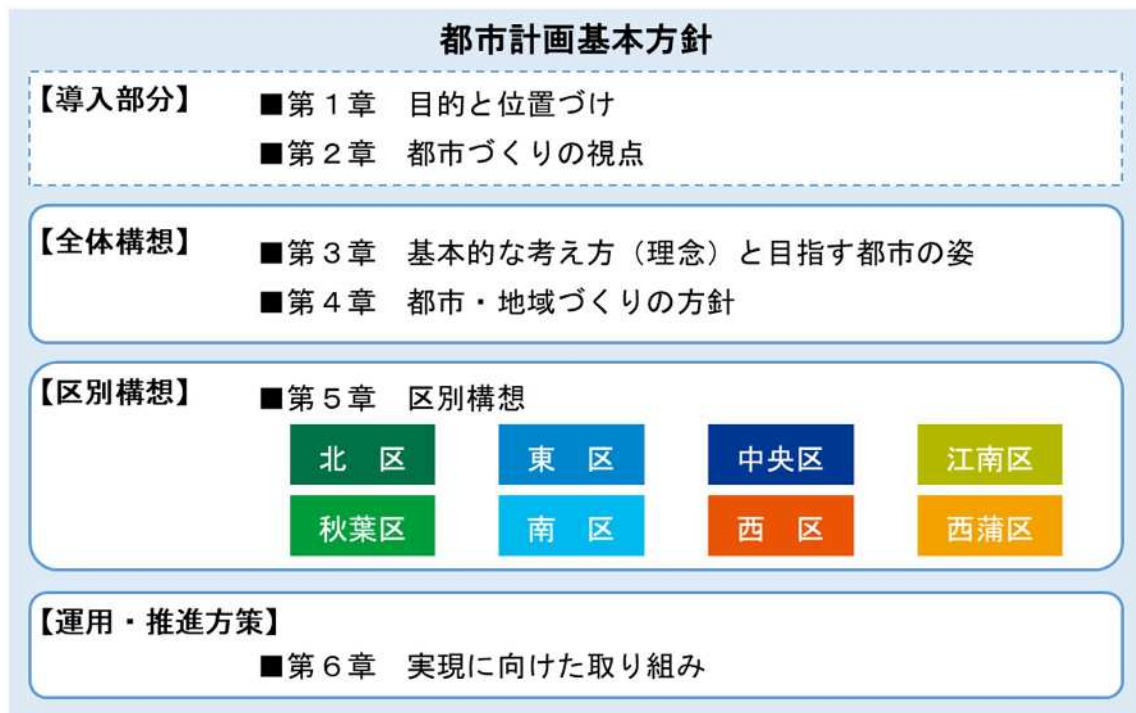 都市計画基本方針
【導入部分】 ■第１章 目的と位置づけ
■第２章 都市づくりの視点
【全体構想】 ■第３章 基本的な考え方（理念）と目指す都市の姿
■第４章 都市・地域づくりの方針
【区別構想】 ■第５章 区別構想
北 区 東 区 中央区 江南区
秋葉区 南 区 西 区 西蒲区
【運用・推進方策】
■第６章 実現に向けた取り組み